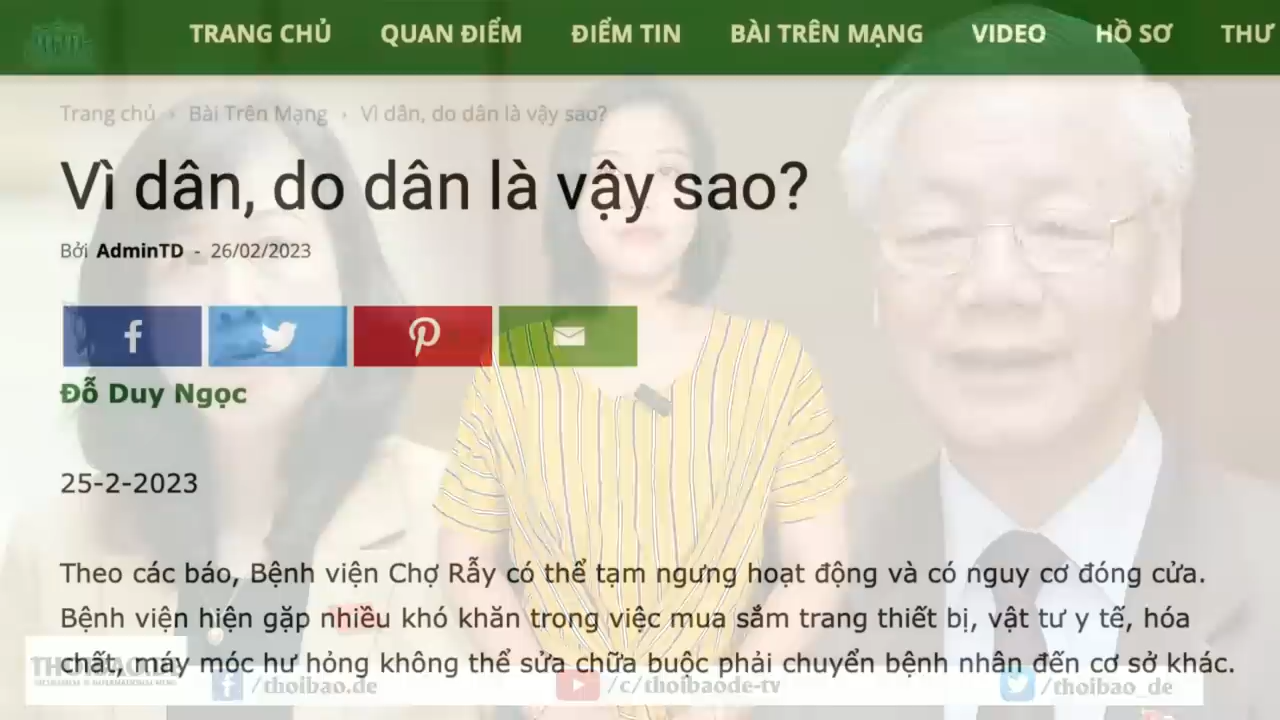 TRANG CHỦ QUAN ĐIỂM ĐIỂM TIN BÀI TRÊN MẠNG VIDEO HỒ SƠ THƯ
Trang chủ › Bài Trên Mạng › Vì dân, do dân là vậy sao?
Vì dân, do dân là vậy sao?
Bởi AdminTD - 26/02/2023
Đỗ Duy Ngọc
25-2-2023
Theo các báo, Bệnh viện Chợ Rẫy có thể tạm ngưng hoạt động và có nguy cơ đóng cửa.
Bệnh viện hiện gặp nhiều khó khăn trong việc mua sắm trang thiết bị, vật tư y tế, hóa
chất, máy móc hư hỏng không thể sửa chữa buộc phải chuyển bệnh nhân đến cơ sở khác.
THOIBAO.DE
/thoibao.de /c/thoibaode-tv /thoibao_de